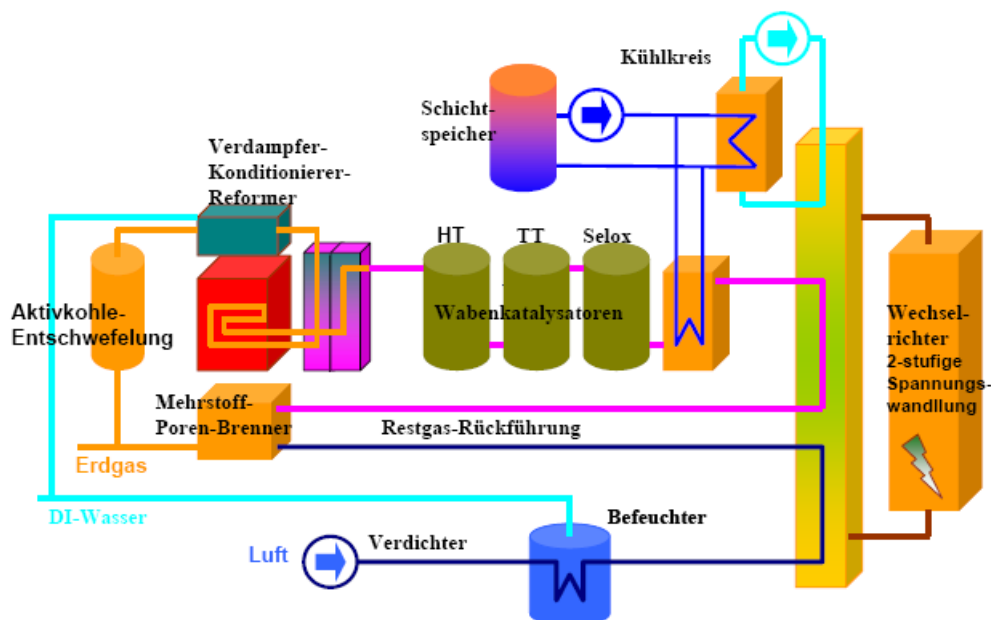 Kühlkreis
Schicht-
speicher
Verdampfer-
Konditionierer-
Reformer
HT
TT
Selox
Aktivkohle-
Entschwefelung
Wabenkatalysatoren
Wechsel-
richter
2-stufige
Spannungs-
wandllung
Mehrstoff-
Poren-Brenner
Restgas-Rückführung
Erdgas
DI-Wasser
Befeuchter
Luft
Verdichter